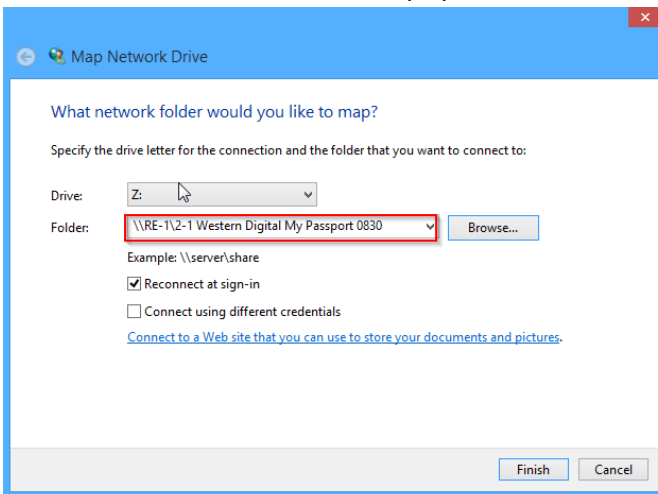 Map Network Drive
What network folder would you like to map?
Specify the drive letter for the connection and the folder that you want to connect to:
Drive: Z:
Folder: \\RE-1\2-1 Western Digital My Passport 0830 Browse...
Example: \\server\share
Reconnect at sign-in
Connect using different credentials
Connect to a Web site that you can use to store your documents and pictures.
Finish Cancel